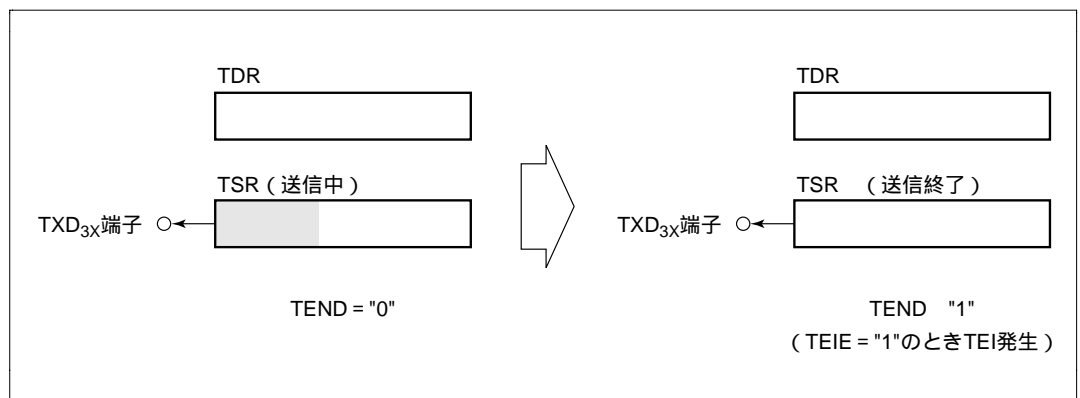 TDR
TSR（送信中）
TXD3X端子
TEND = "0"
TDR
TSR　（送信終了）
TXD3X端子
TEND　"1"
（TEIE = "1"のときTEI発生）